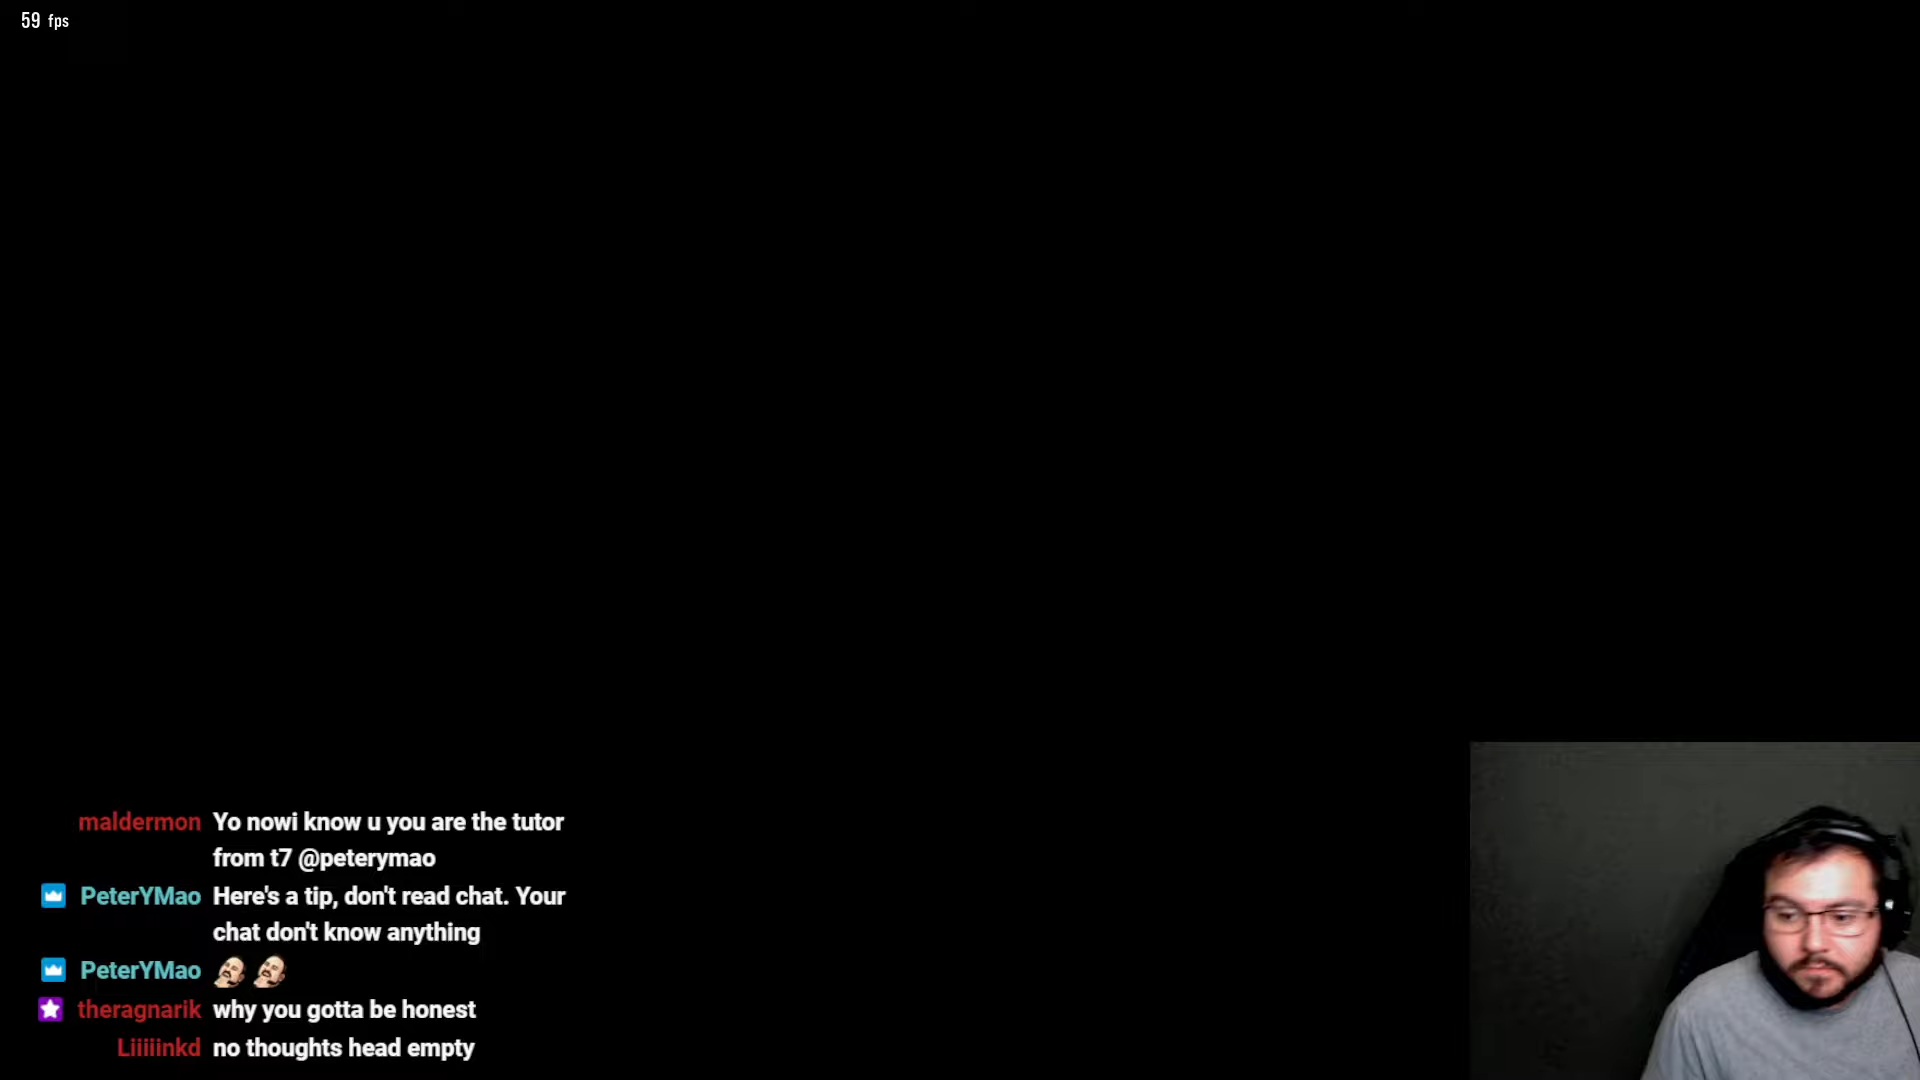 59 fps
maldermon Yo nowi know u you are the tutor
from t7 @peterymao
PeterYMao Here's a tip, don't read chat. Your
chat don't know anything
PeterYMao
theragnarik why you gotta be honest
Liiiiinkd no thoughts head empty